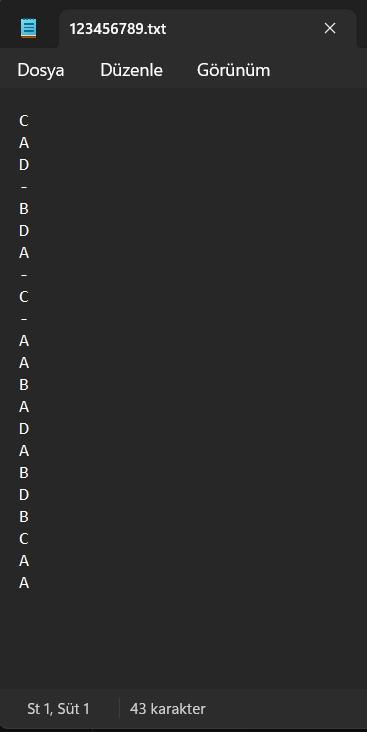 123456789.txt
Dosya Düzenle Görünüm
C
A
D
-
B
D
A
-
C
-
A
A
B
A
D
A
B
D
B
C
A
A
St 1, Süt 1 43 karakter